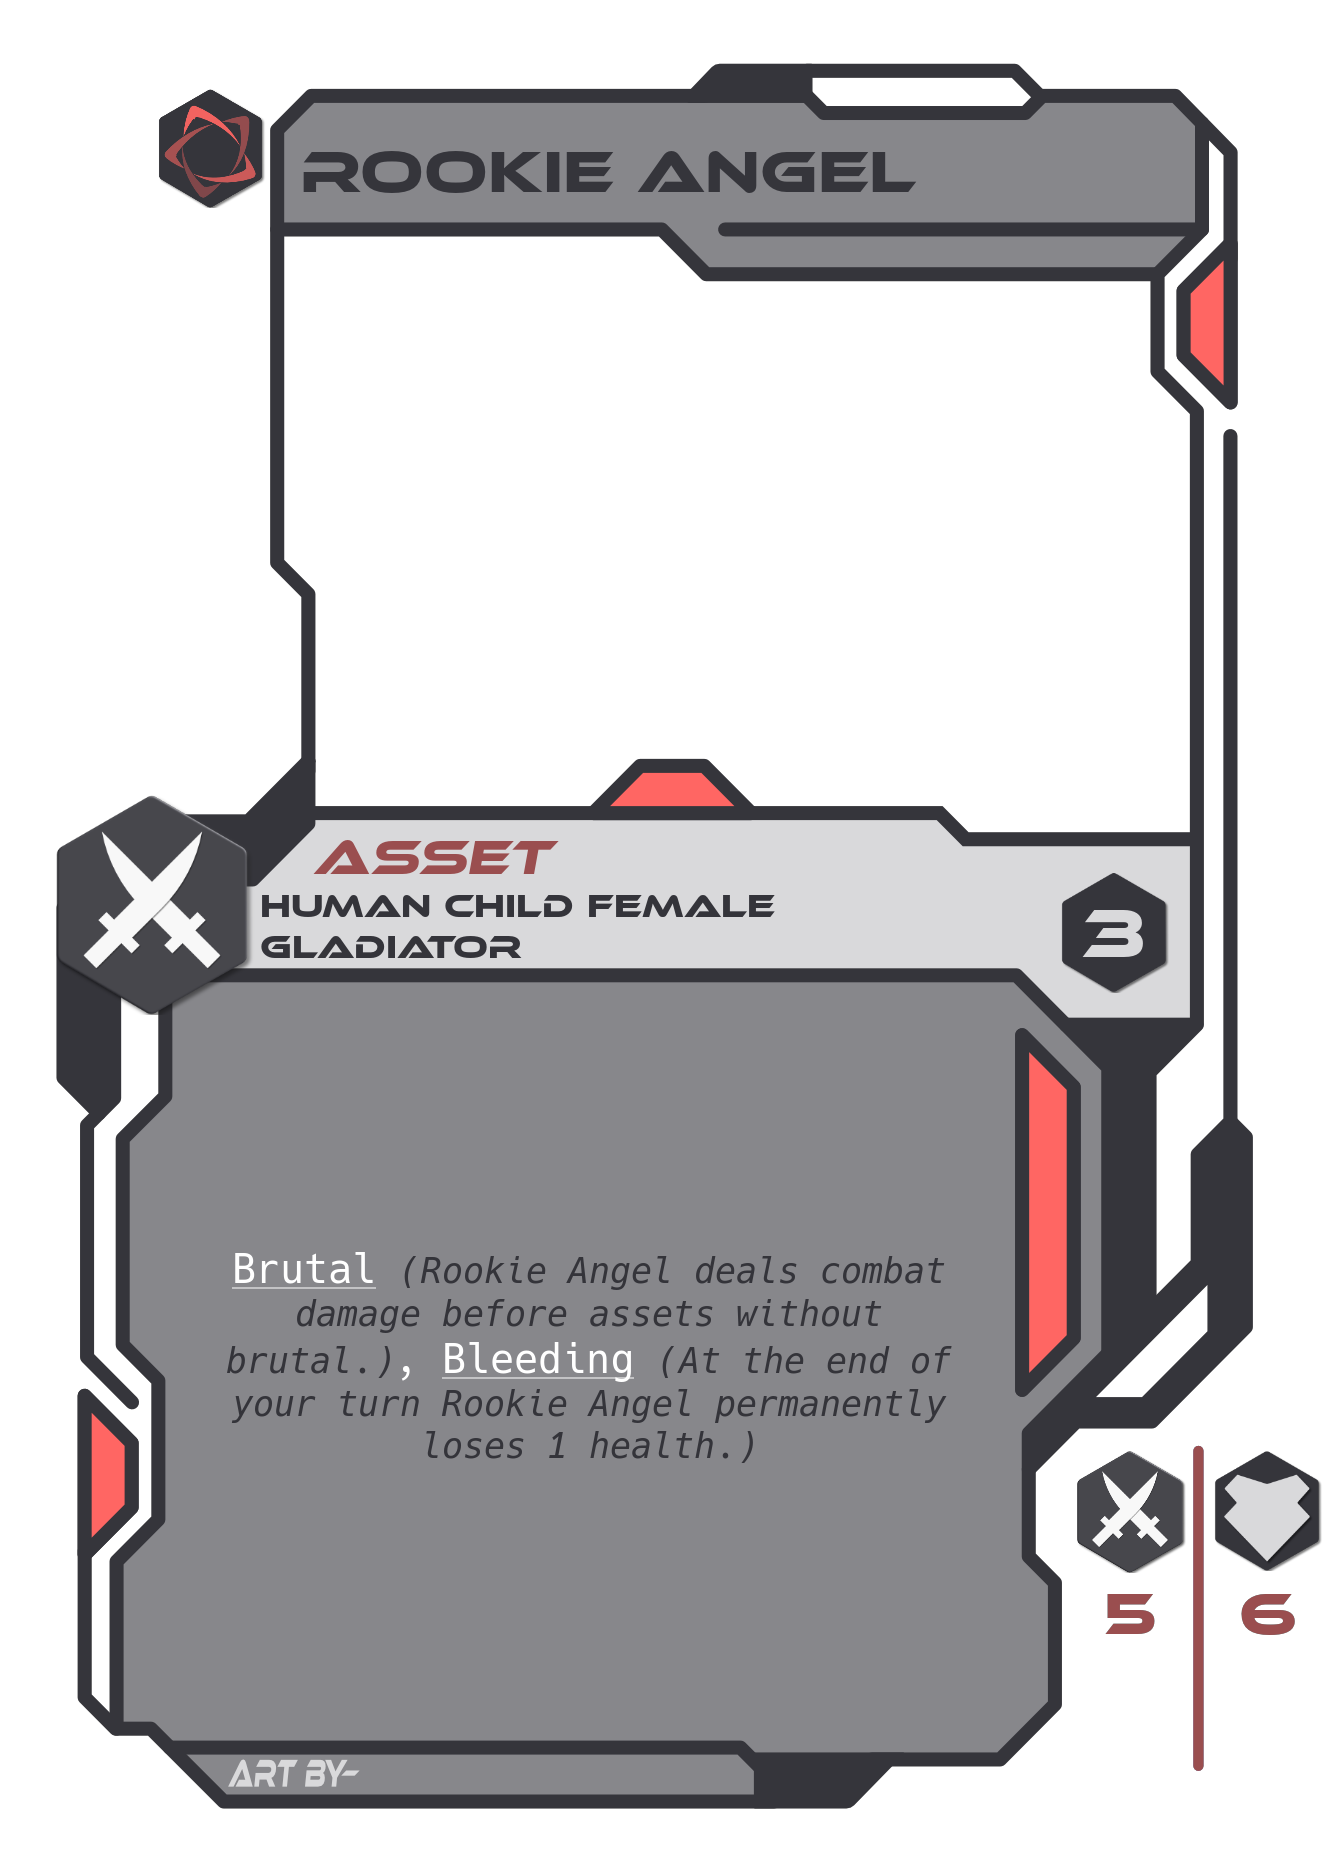 ROOKIE ANGEL
ASSET
HUMAN CHILD FEMALE
GLADIATOR
3
Brutal (Rookie Angel deals combat
damage before assets without
brutal.), Bleeding (At the end of
your turn Rookie Angel permanently
loses 1 health.)
5
6
ART BY-